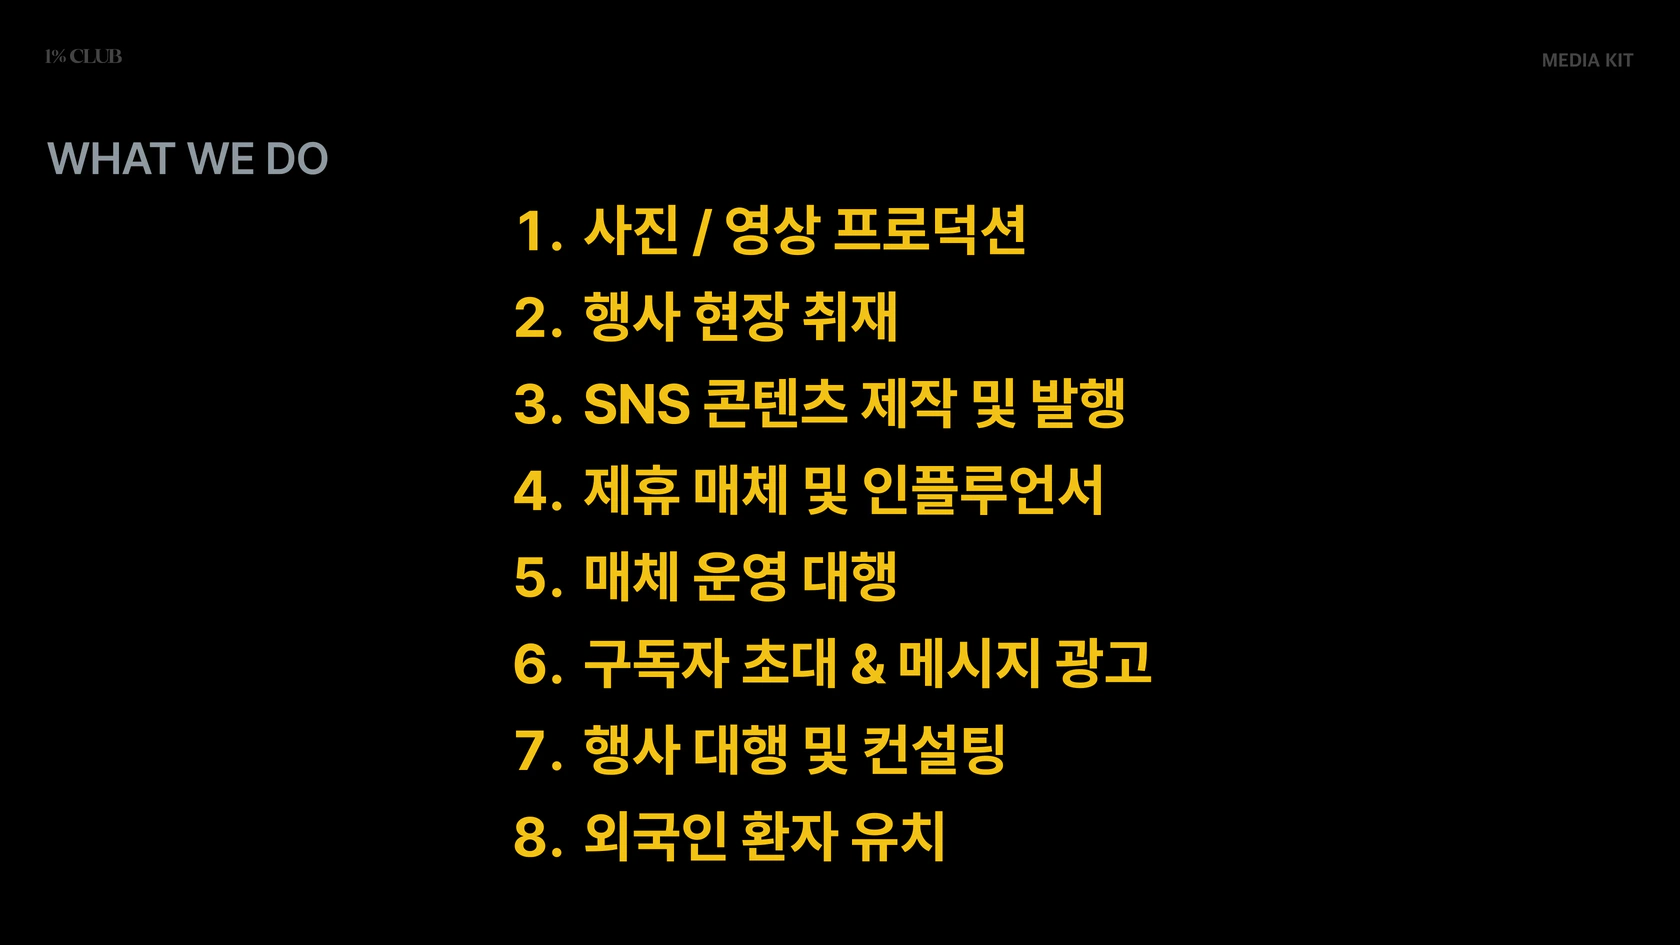 1% CLUB
MEDIA KIT
WHAT WE DO
1. 사진 / 영상 프로덕션
2. 행사 현장 취재
3. SNS 콘텐츠 제작 및 발행
4. 제휴 매체 및 인플루언서
5. 매체 운영 대행
6. 구독자 초대 & 메시지 광고
7. 행사 대행 및 컨설팅
8. 외국인 환자 유치